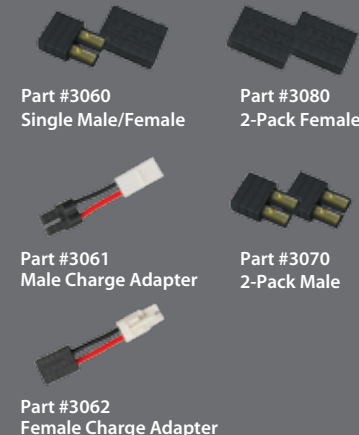 Part #3060
Single Male/Female
Part #3080
2-Pack Female
Part #3061
Male Charge Adapter
Part #3070
2-Pack Male
Part #3062
Female Charge Adapter